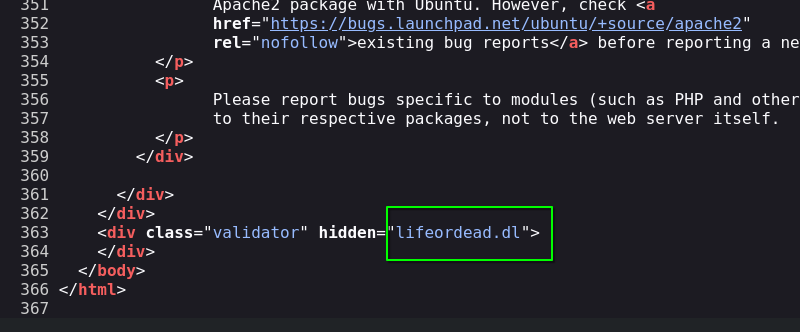 351 Apache2 package with Ubuntu. However, check <a
352 href="https://bugs.launchpad.net/ubuntu/+source/apache2"
353 rel="nofollow">existing bug reports</a> before reporting a ne
354 </p>
355 <p>
356 Please report bugs specific to modules (such as PHP and other
357 to their respective packages, not to the web server itself.
358 </p>
359 </div>
360
361 </div>
362 </div>
363 <div class="validator" hidden="lifeordead.dl">
364 </div>
365 </body>
366 </html>
367